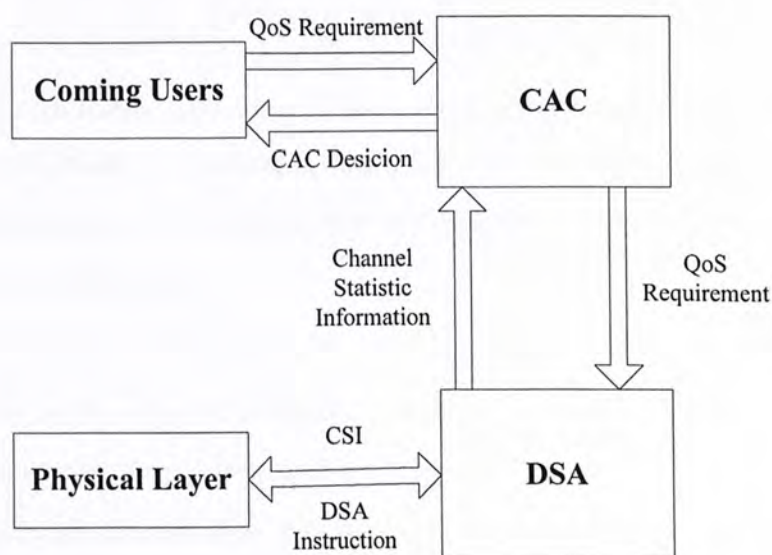 QoS Requirement
Coming Users
CAC
CAC Desicion
Channel
Statistic
Information
QoS
Requirement
CSI
Physical Layer
DSA
DSA
Instruction